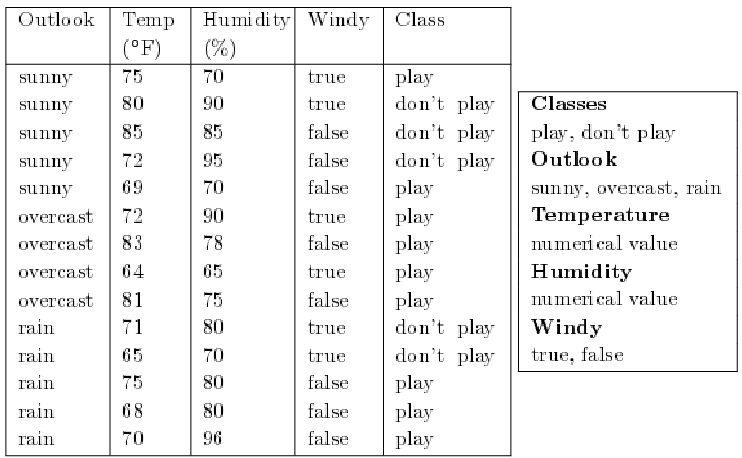 Outlook Temp Humidity Windy Class
(°F) (%)
sunny 75 70 true play
sunny 80 90 true don't play
sunny 85 85 false don't play
sunny 72 95 false don't play
sunny 69 70 false play
overcast 72 90 true play
overcast 83 78 false play
overcast 64 65 true play
overcast 81 75 false play
rain 71 80 true don't play
rain 65 70 true don't play
rain 75 80 false play
rain 68 80 false play
rain 70 96 false play
Classes
play, don't play
Outlook
sunny, overcast, rain
Temperature
numerical value
Humidity
numerical value
Windy
true, false